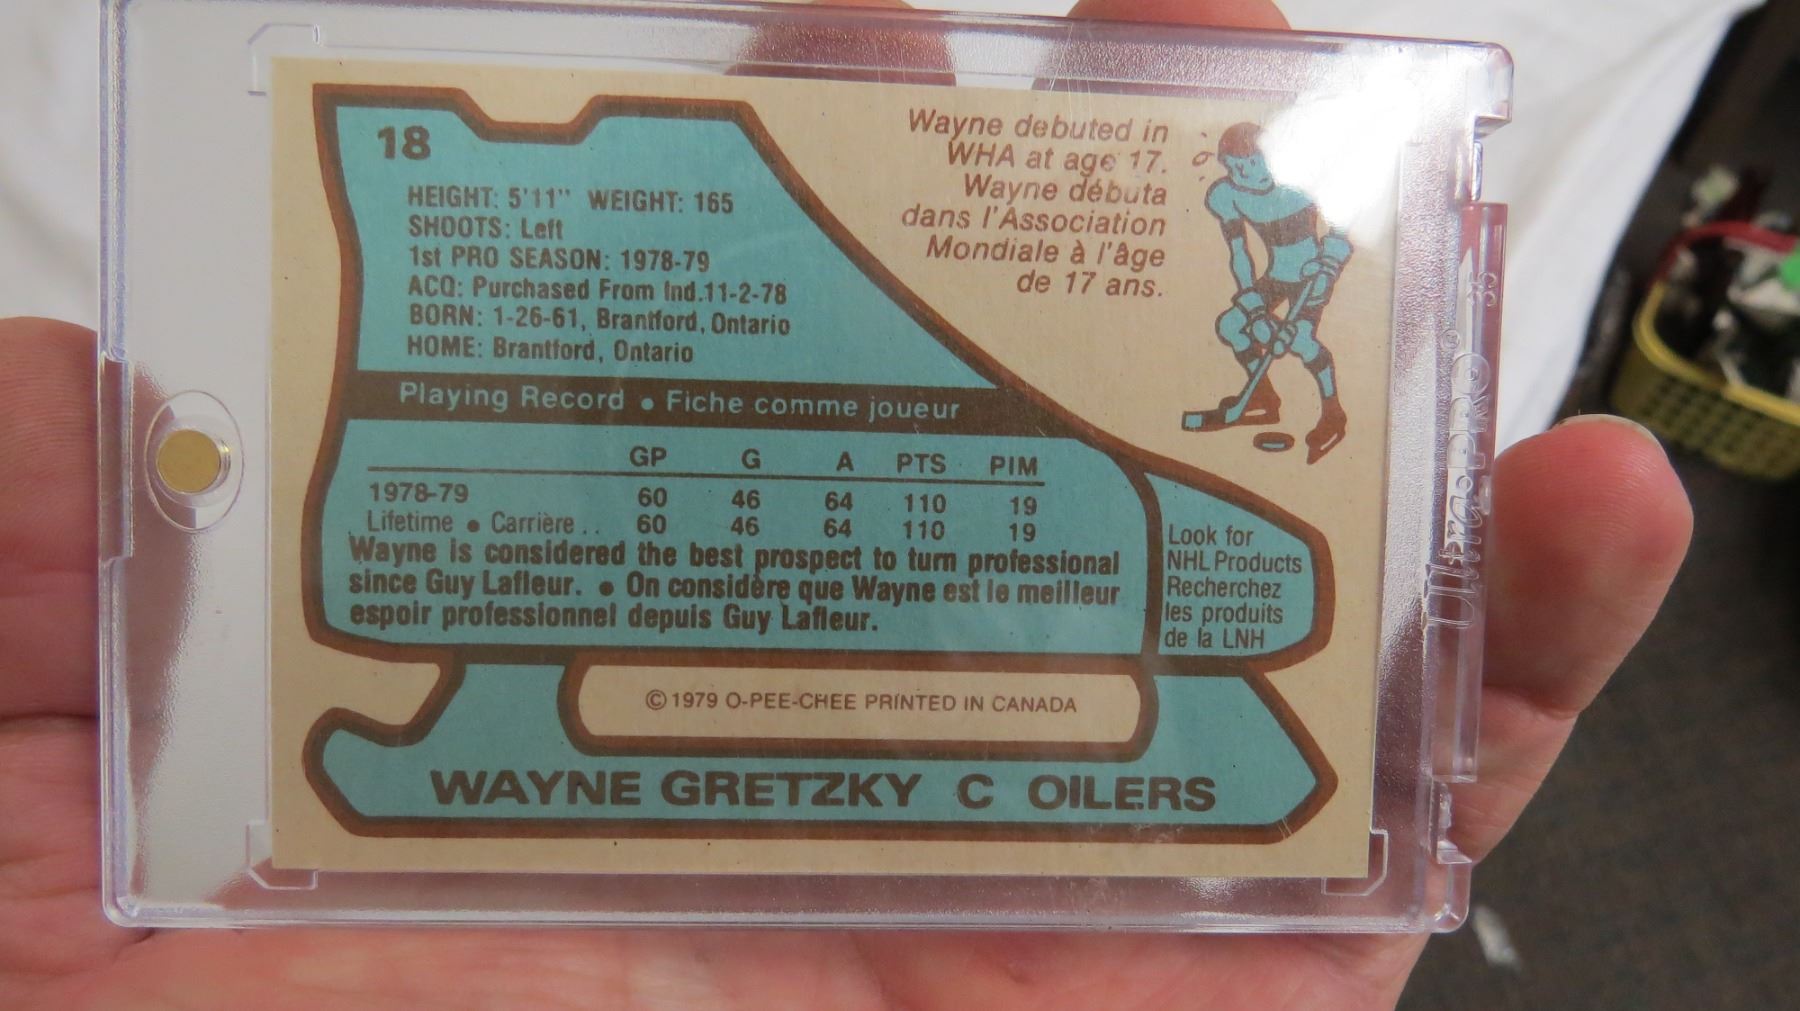 18
HEIGHT: 5'11" WEIGHT: 165
SHOOTS: Left
1st PRO SEASON: 1978-79
ACQ: Purchased From Ind.11-2-78
BORN: 1-26-61, Brantford, Ontario
HOME: Brantford, Ontario
Wayne debuted in
WHA at age 17.
Wayne débuta
dans l'Association
Mondiale à l'âge
de 17 ans.
Playing Record • Fiche comme joueur
GP G A PTS PIM
1978-79 60 46 64 110 19
Lifetime • Carrière .. 60 46 64 110 19
Wayne is considered the best prospect to turn professional
since Guy Lafleur. • On considère que Wayne est le meilleur
espoir professionnel depuis Guy Lafleur.
Look for
NHL Products
Recherchez
les produits
de la LNH
© 1979 O-PEE-CHEE PRINTED IN CANADA
WAYNE GRETZKY C OILERS
Ultra•PRO®
35